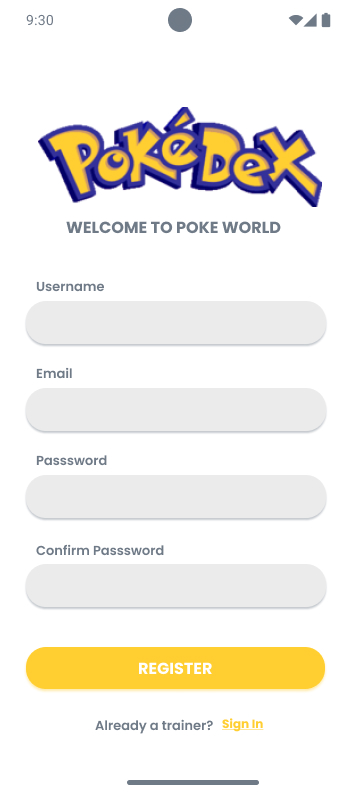 9:30
PoKéDeX
WELCOME TO POKE WORLD
Username
Email
Passsword
Confirm Passsword
REGISTER
Already a trainer? Sign In